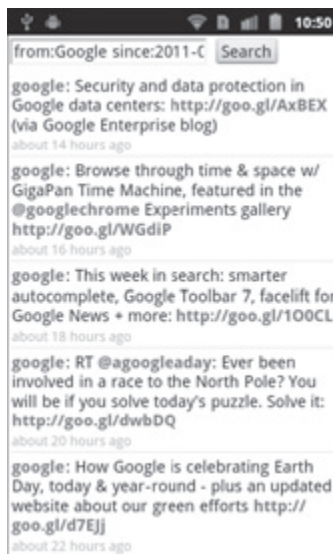 10:50
from:Google since:2011-0 Search
google: Security and data protection in
Google data centers: http://goo.gl/AxBEX
(via Google Enterprise blog)
about 14 hours ago
google: Browse through time & space w/
GigaPan Time Machine, featured in the
@googlechrome Experiments gallery
http://goo.gl/WGdiP
about 16 hours ago
google: This week in search: smarter
autocomplete, Google Toolbar 7, facelift for
Google News + more: http://goo.gl/1O0CL
about 18 hours ago
google: RT @agoogleaday: Ever been
involved in a race to the North Pole? You
will be if you solve today's puzzle. Solve it:
http://goo.gl/dwbDQ
about 20 hours ago
google: How Google is celebrating Earth
Day, today & year-round - plus an updated
website about our green efforts http://
goo.gl/d7EJj
about 22 hours ago